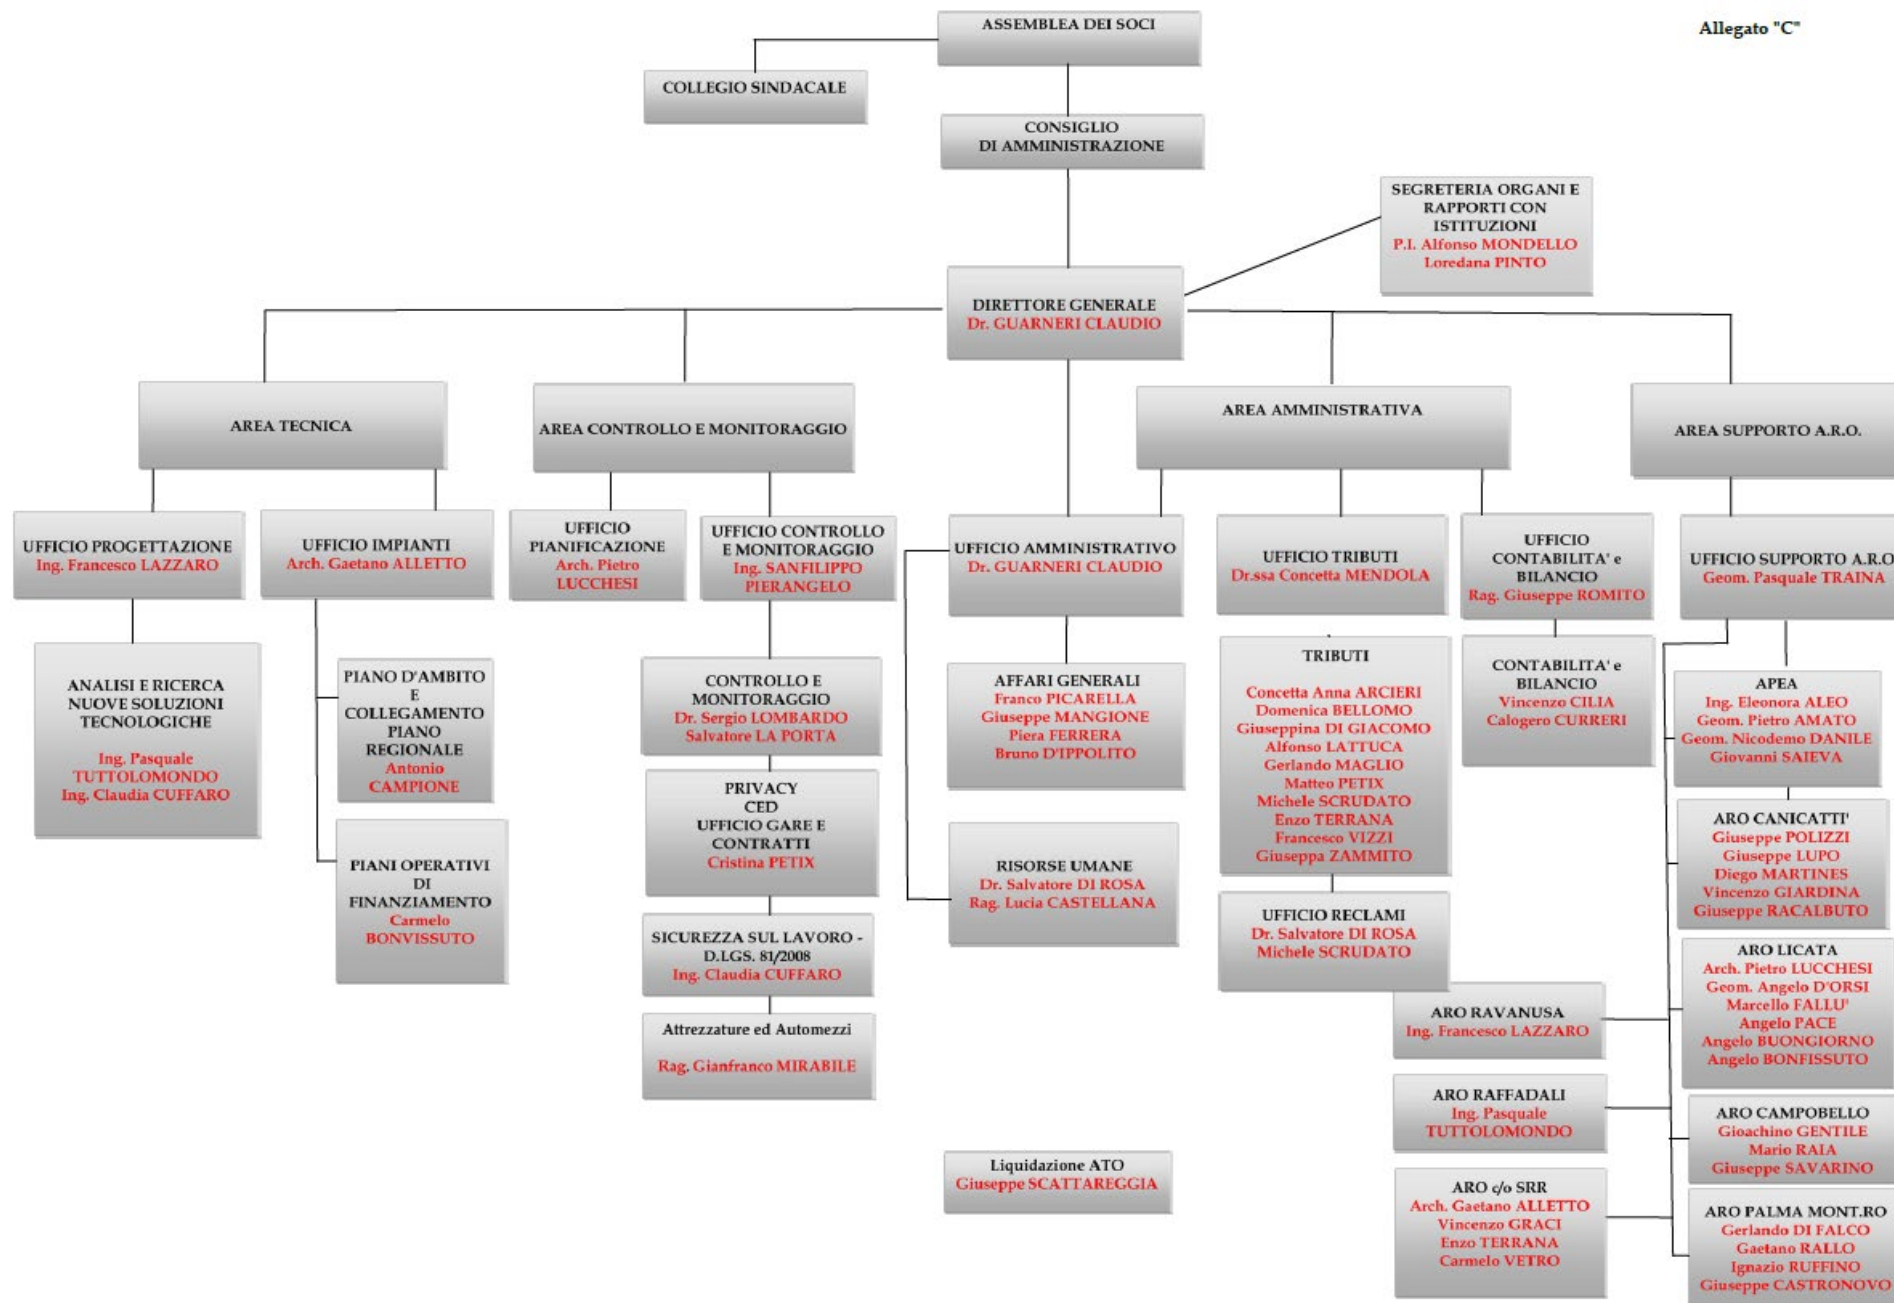 Allegato "C"
ASSEMBLEA DEI SOCI
COLLEGIO SINDACALE
CONSIGLIO
DI AMMINISTRAZIONE
SEGRETERIA ORGANI E
RAPPORTI CON
ISTITUZIONI
P.I. Alfonso MONDELLO
Loredana PINTO
DIRETTORE GENERALE
Dr. GUARNERI CLAUDIO
AREA TECNICA
AREA CONTROLLO E MONITORAGGIO
AREA AMMINISTRATIVA
AREA SUPPORTO A.R.O.
UFFICIO PROGETTAZIONE
Ing. Francesco LAZZARO
UFFICIO IMPIANTI
Arch. Gaetano ALLETTO
UFFICIO
PIANIFICAZIONE
Arch. Pietro
LUCCHESI
UFFICIO CONTROLLO
E MONITORAGGIO
Ing. SANFILIPPO
PIERANGELO
UFFICIO AMMINISTRATIVO
Dr. GUARNERI CLAUDIO
UFFICIO TRIBUTI
Dr.ssa Concetta MENDOLA
UFFICIO
CONTABILITA' e
BILANCIO
Rag. Giuseppe ROMITO
UFFICIO SUPPORTO A.R.O
Geom. Pasquale TRAINA
ANALISI E RICERCA
NUOVE SOLUZIONI
TECNOLOGICHE
Ing. Pasquale
TUTTOLOMONDO
Ing. Claudia CUFFARO
PIANO D'AMBITO
E
COLLEGAMENTO
PIANO
REGIONALE
Antonio
CAMPIONE
PIANI OPERATIVI
DI
FINANZIAMENTO
Carmelo
BONVISSUTO
CONTROLLO E
MONITORAGGIO
Dr. Sergio LOMBARDO
Salvatore LA PORTA
PRIVACY
CED
UFFICIO GARE E
CONTRATTI
Cristina PETIX
SICUREZZA SUL LAVORO -
D.LGS. 81/2008
Ing. Claudia CUFFARO
Attrezzature ed Automezzi
Rag. Gianfranco MIRABILE
AFFARI GENERALI
Franco PICARELLA
Giuseppe MANGIONE
Piera FERRERA
Bruno D'IPPOLITO
RISORSE UMANE
Dr. Salvatore DI ROSA
Rag. Lucia CASTELLANA
Liquidazione ATO
Giuseppe SCATTAREGGIA
TRIBUTI
Concetta Anna ARCIERI
Domenica BELLOMO
Giuseppina DI GIACOMO
Alfonso LATTUCA
Gerlando MAGLIO
Matteo PETIX
Michele SCRUDATO
Enzo TERRANA
Francesco VIZZI
Giuseppa ZAMMITO
UFFICIO RECLAMI
Dr. Salvatore DI ROSA
Michele SCRUDATO
CONTABILITA' e
BILANCIO
Vincenzo CILIA
Calogero CURRERI
APEA
Ing. Eleonora ALEO
Geom. Pietro AMATO
Geom. Nicodemo DANILE
Giovanni SAIEVA
ARO CANICATTI'
Giuseppe POLIZZI
Giuseppe LUPO
Diego MARTINES
Vincenzo GIARDINA
Giuseppe RACALBUTO
ARO LICATA
Arch. Pietro LUCCHESI
Geom. Angelo D'ORSI
Marcello FALLU'
Angelo PACE
Angelo BUONGIORNO
Angelo BONFISSUTO
ARO RAVANUSA
Ing. Francesco LAZZARO
ARO RAFFADALI
Ing. Pasquale
TUTTOLOMONDO
ARO CAMPOBELLO
Gioachino GENTILE
Mario RAIA
Giuseppe SAVARINO
ARO c/o SRR
Arch. Gaetano ALLETTO
Vincenzo GRACI
Enzo TERRANA
Carmelo VETRO
ARO PALMA MONT.RO
Gerlando DI FALCO
Gaetano RALLO
Ignazio RUFFINO
Giuseppe CASTRONOVO